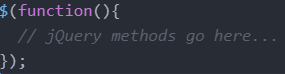 $(function(){
  // jQuery methods go here...
});